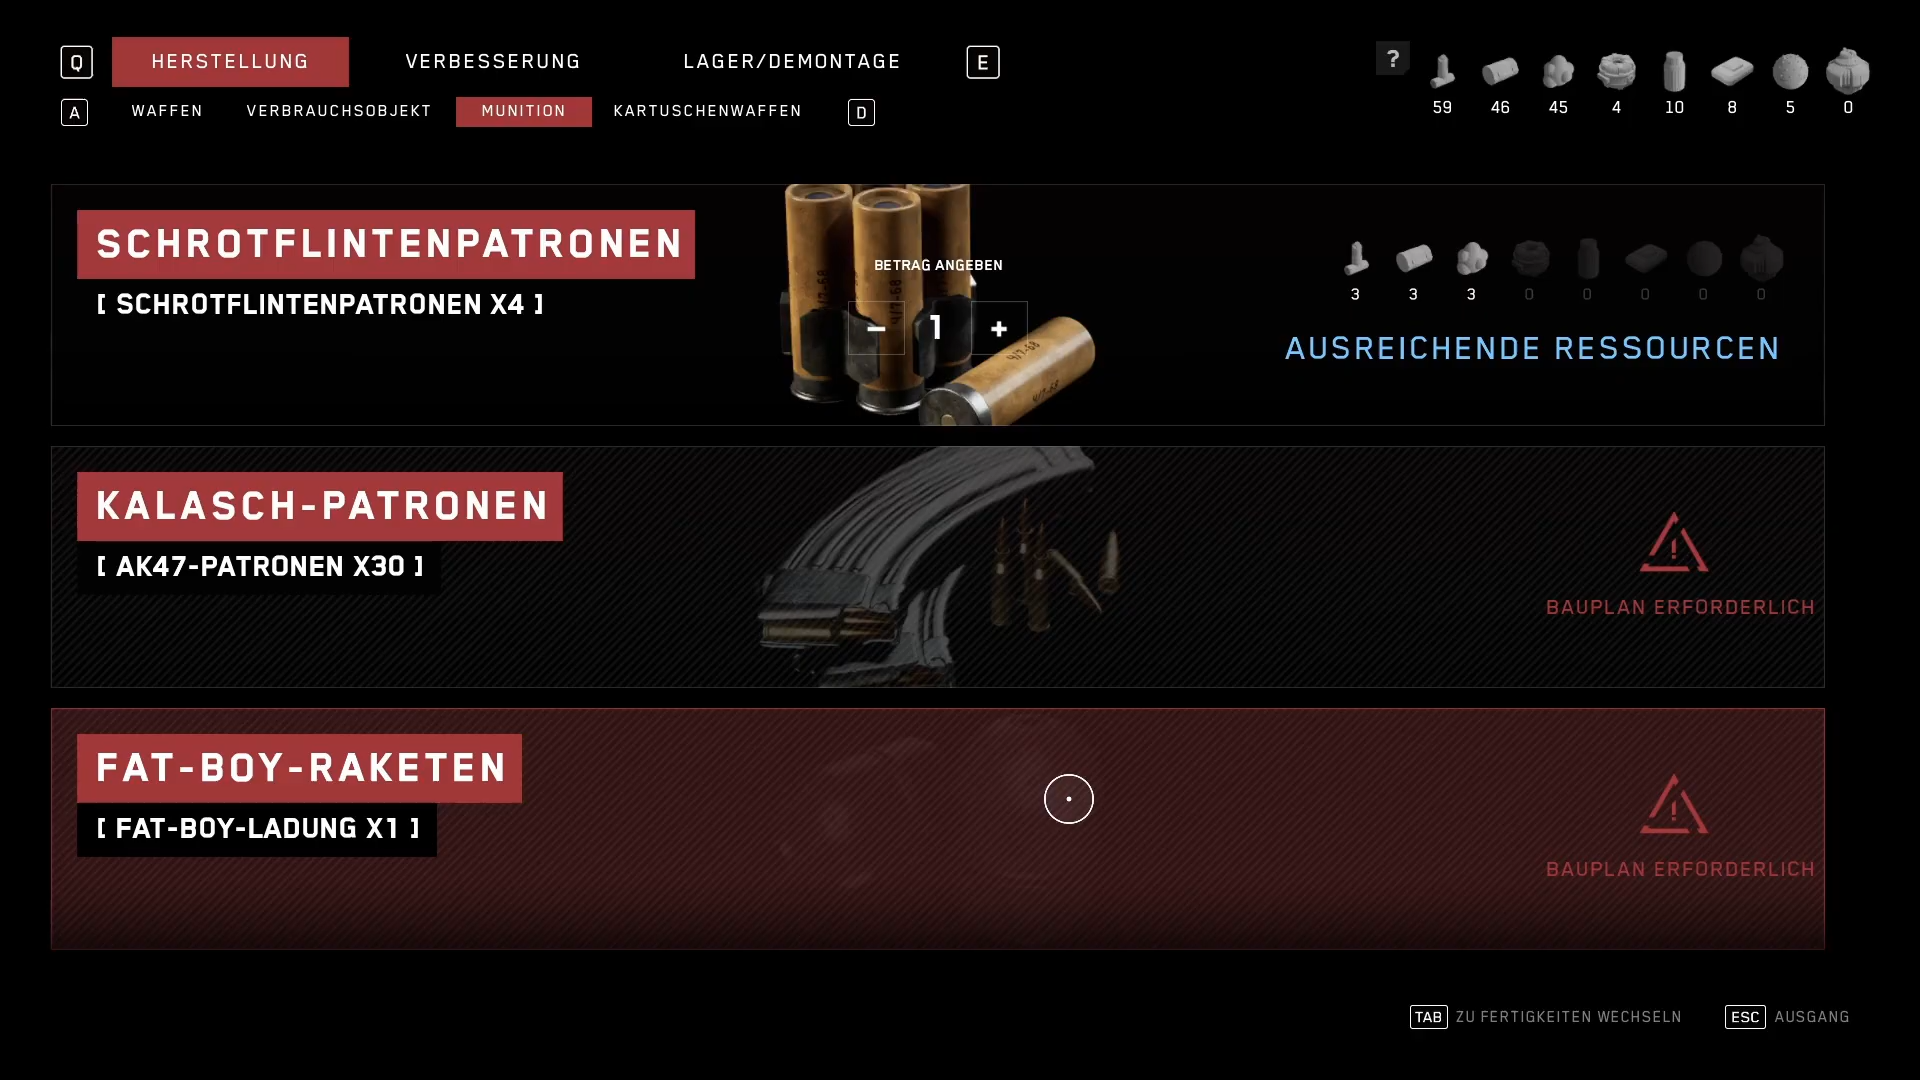 Q HERSTELLUNG VERBESSERUNG LAGER/DEMONTAGE E
A WAFFEN VERBRAUCHSOBJEKT MUNITION KARTUSCHENWAFFEN D
?
59 46 45 4 10 8 5 0
SCHROTFLINTENPATRONEN
[ SCHROTFLINTENPATRONEN X4 ]
BETRAG ANGEBEN
- 1 +
3 3 3 0 0 0 0 0
AUSREICHENDE RESSOURCEN
KALASCH-PATRONEN
[ AK47-PATRONEN X30 ]
BAUPLAN ERFORDERLICH
FAT-BOY-RAKETEN
[ FAT-BOY-LADUNG X1 ]
BAUPLAN ERFORDERLICH
TAB ZU FERTIGKEITEN WECHSELN ESC AUSGANG